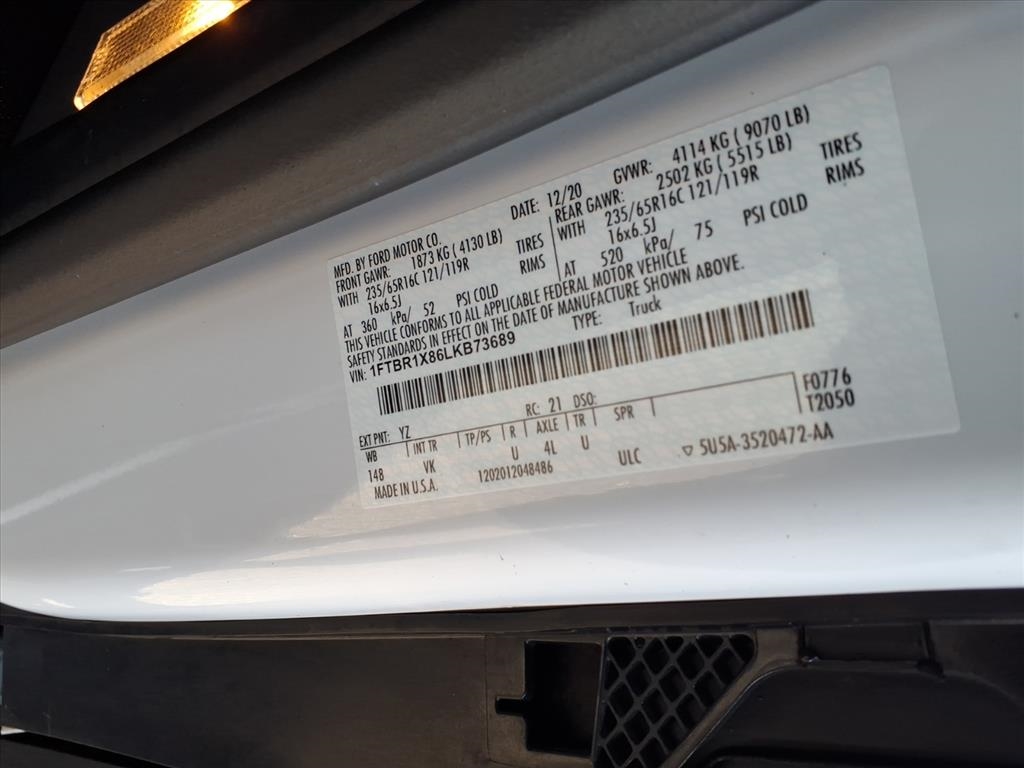 MFD. BY FORD MOTOR CO.
DATE: 12/20
GVWR: 4114 KG ( 9070 LB)
FRONT GAWR: 1873 KG ( 4130 LB)
WITH 235/65R16C 121/119R TIRES
16x6.5J RIMS
AT 360 kPa/ 52 PSI COLD
REAR GAWR: 2502 KG ( 5515 LB)
WITH 235/65R16C 121/119R TIRES
16x6.5J RIMS
AT 520 kPa/ 75 PSI COLD
THIS VEHICLE CONFORMS TO ALL APPLICABLE FEDERAL MOTOR VEHICLE
SAFETY STANDARDS IN EFFECT ON THE DATE OF MANUFACTURE SHOWN ABOVE.
VIN: 1FTBR1X86LKB73689
TYPE: Truck
F0776
T2050
EXT PNT: YZ RC: 21 DSO:
WB INT TR TP/PS R AXLE TR SPR
148 VK U 4L U
MADE IN U.S.A. 1202012048486 ULC ▽ 5U5A-3520472-AA